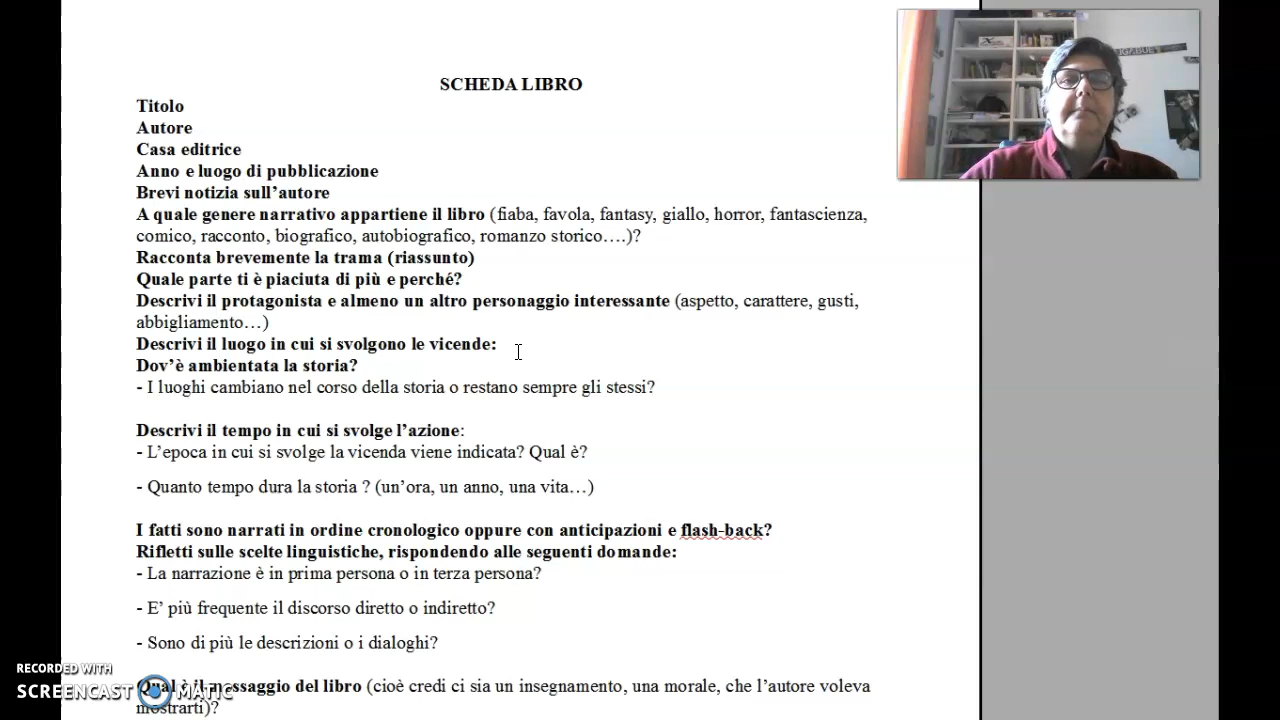 SCHEDA LIBRO
Titolo
Autore
Casa editrice
Anno e luogo di pubblicazione
Brevi notizia sull'autore
A quale genere narrativo appartiene il libro (fiaba, favola, fantasy, giallo, horror, fantascienza,
comico, racconto, biografico, autobiografico, romanzo storico….)?
Racconta brevemente la trama (riassunto)
Quale parte ti è piaciuta di più e perché?
Descrivi il protagonista e almeno un altro personaggio interessante (aspetto, carattere, gusti,
abbigliamento…)
Descrivi il luogo in cui si svolgono le vicende:
Dov'è ambientata la storia?
- I luoghi cambiano nel corso della storia o restano sempre gli stessi?
Descrivi il tempo in cui si svolge l'azione:
- L'epoca in cui si svolge la vicenda viene indicata? Qual è?
- Quanto tempo dura la storia ? (un'ora, un anno, una vita…)
I fatti sono narrati in ordine cronologico oppure con anticipazioni e flash-back?
Rifletti sulle scelte linguistiche, rispondendo alle seguenti domande:
- La narrazione è in prima persona o in terza persona?
- E' più frequente il discorso diretto o indiretto?
- Sono di più le descrizioni o i dialoghi?
Qual è il messaggio del libro (cioè credi ci sia un insegnamento, una morale, che l'autore voleva
mostrarti)?
RECORDED WITH
SCREENCAST MATIC